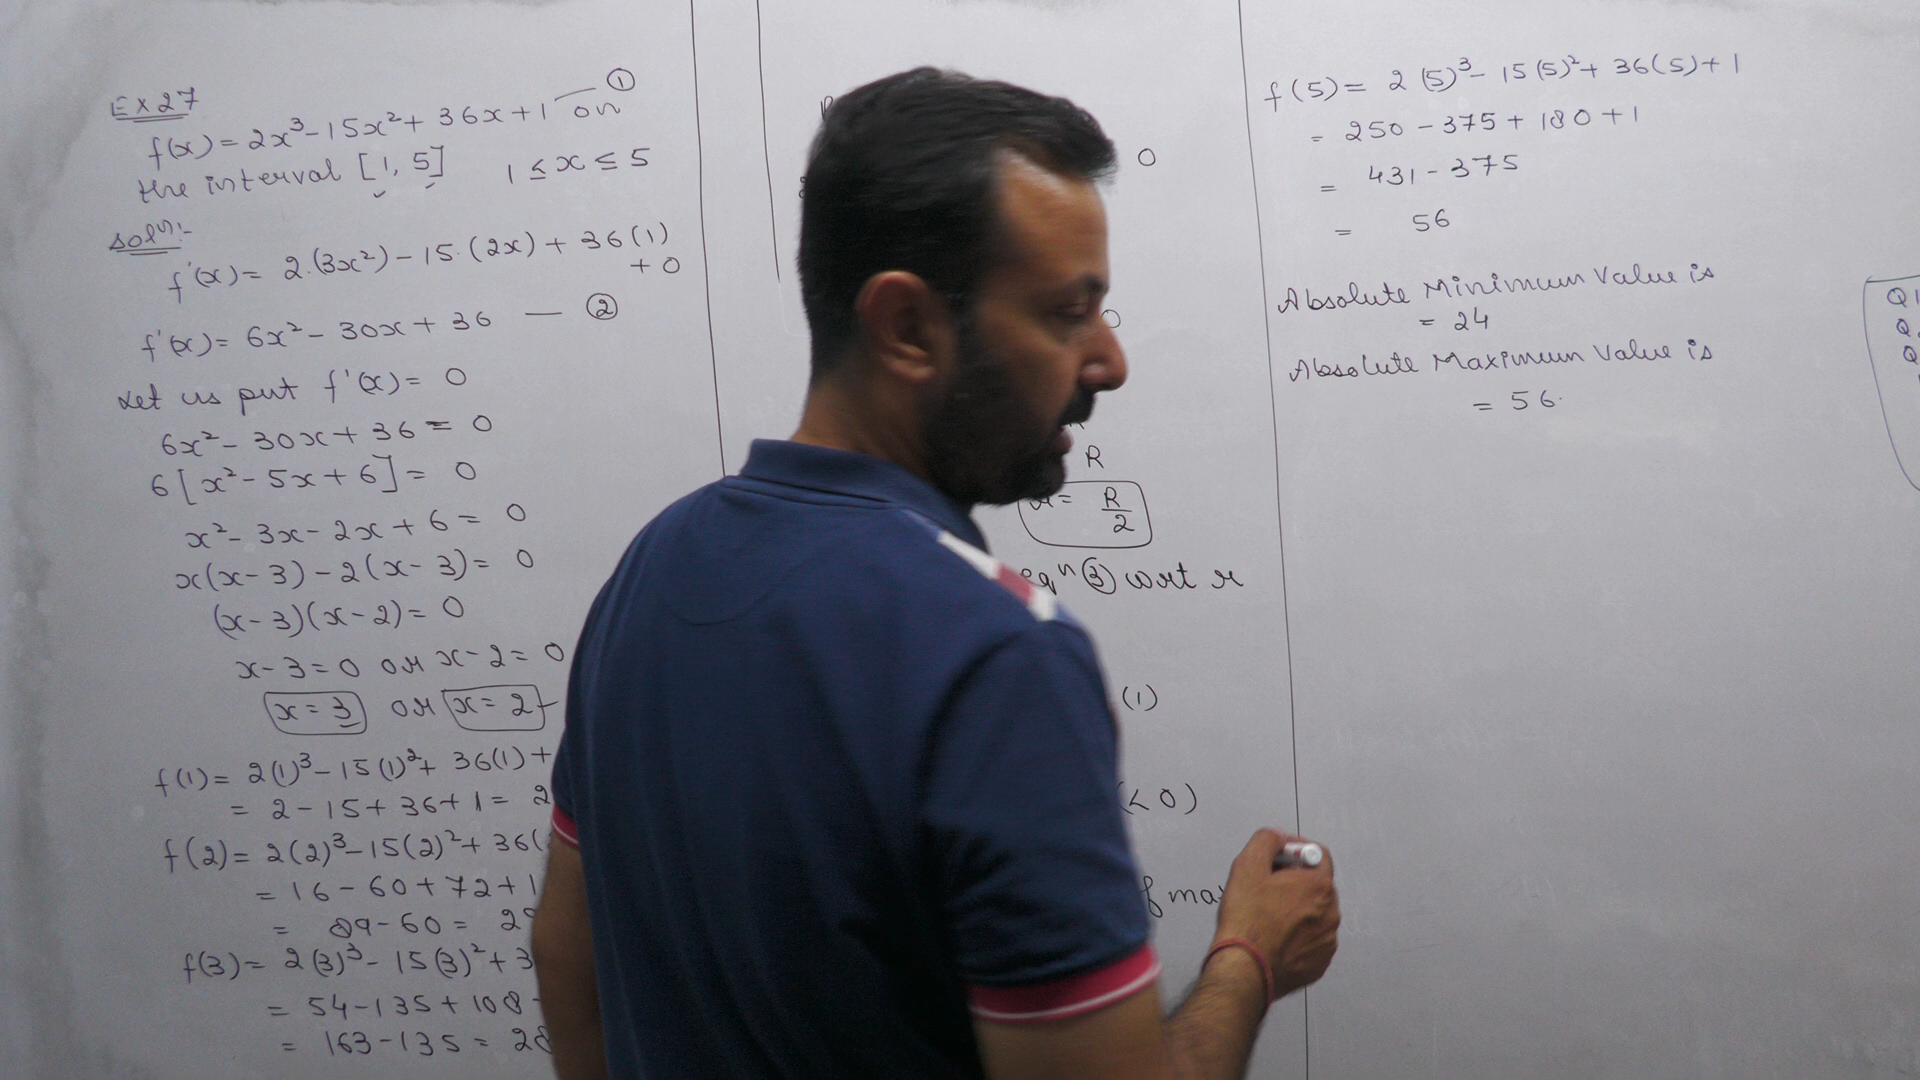 Ex 27
①
f(x) = 2x³ - 15x² + 36x + 1 on
the interval [1, 5] 1 ≤ x ≤ 5
Solⁿ:-
f'(x) = 2.(3x²) - 15.(2x) + 36(1)
+ 0
f'(x) = 6x² - 30x + 36 — ②
Let us put f'(x) = 0
6x² - 30x + 36 = 0
6[x² - 5x + 6] = 0
x² - 3x - 2x + 6 = 0
x(x - 3) - 2(x - 3) = 0
(x - 3)(x - 2) = 0
x - 3 = 0 or x - 2 = 0
x = 3 or x = 2
f(1) = 2(1)³ - 15(1)² + 36(1) +
= 2 - 15 + 36 + 1 = 2
f(2) = 2(2)³ - 15(2)² + 36(
= 16 - 60 + 72 + 1
= 89 - 60 = 29
f(3) = 2(3)³ - 15(3)² + 3
= 54 - 135 + 108
= 163 - 135 = 28
0
R
R/2
eqⁿ ③ wrt r
(1)
(< 0)
f max
f(5) = 2(5)³ - 15(5)² + 36(5) + 1
= 250 - 375 + 180 + 1
= 431 - 375
= 56
Absolute Minimum Value is
= 24
Absolute Maximum Value is
= 56.
Q1
Q
Q